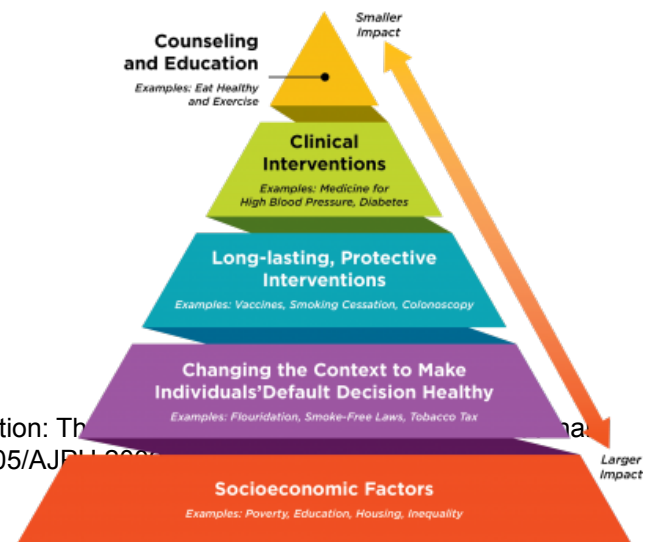 Smaller
Impact
Counseling
and Education
Examples: Eat Healthy
and Exercise
Clinical
Interventions
Examples: Medicine for
High Blood Pressure, Diabetes
Long-lasting, Protective
Interventions
Examples: Vaccines, Smoking Cessation, Colonoscopy
Changing the Context to Make
Individuals'Default Decision Healthy
Examples: Flouridation, Smoke-Free Laws, Tobacco Tax
Larger
Impact
Socioeconomic Factors
Examples: Poverty, Education, Housing, Inequality